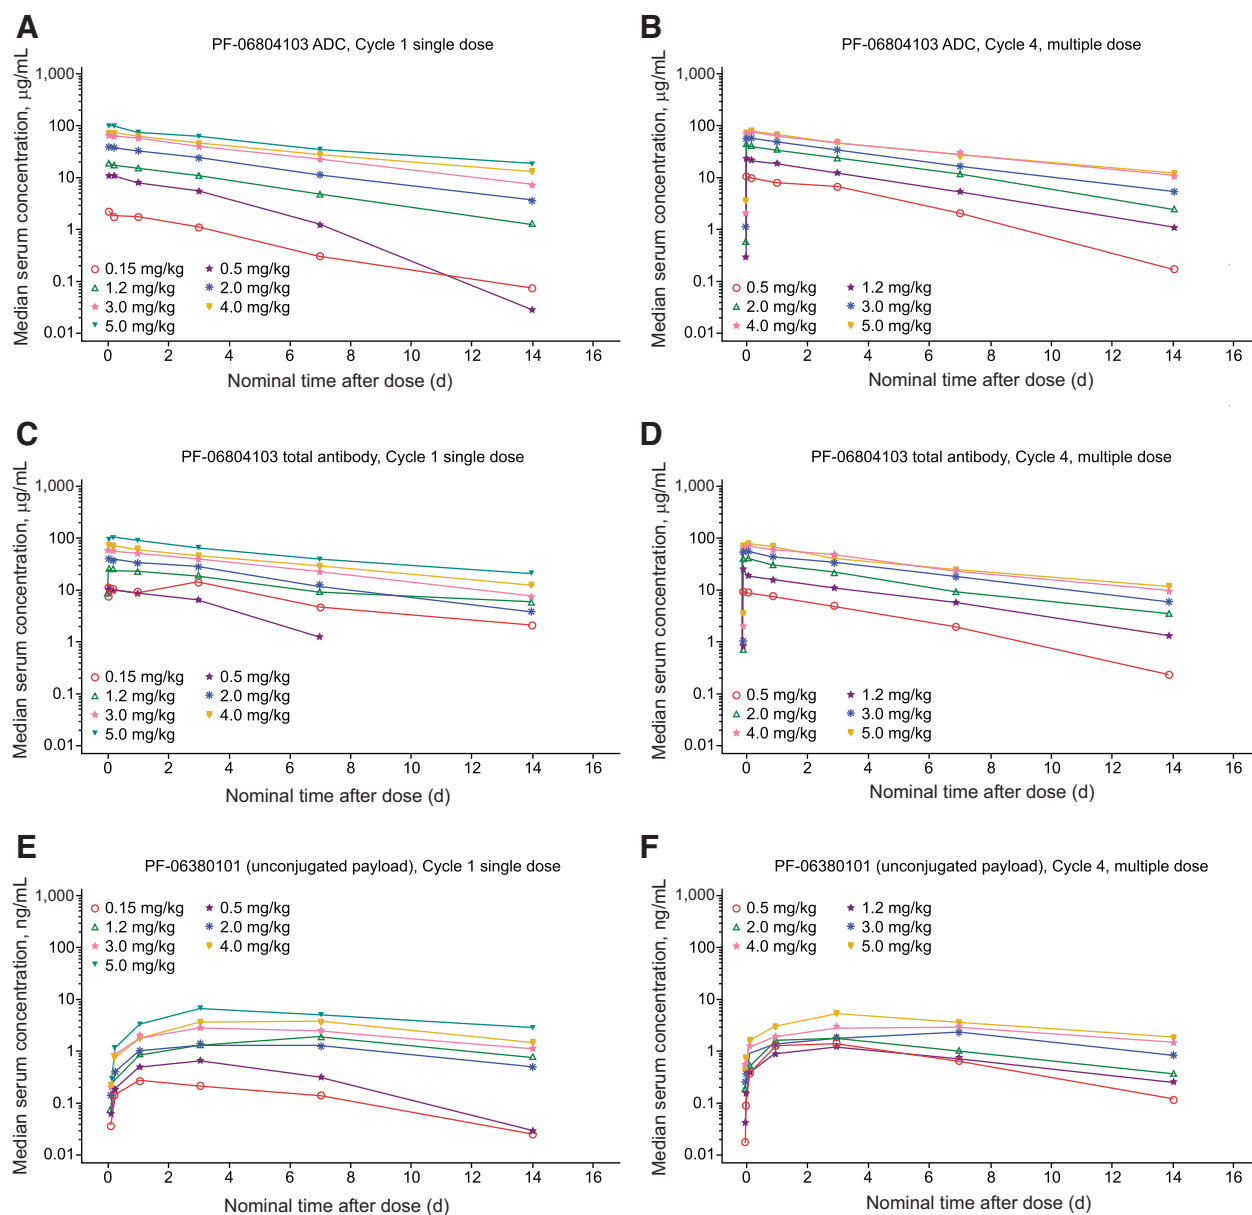 A
PF-06804103 ADC, Cycle 1 single dose
Median serum concentration, μg/mL
1,000
100
10
1
0.1
0.01
0.15 mg/kg 0.5 mg/kg
1.2 mg/kg 2.0 mg/kg
3.0 mg/kg 4.0 mg/kg
5.0 mg/kg
0 2 4 6 8 10 12 14 16
Nominal time after dose (d)
B
PF-06804103 ADC, Cycle 4, multiple dose
Median serum concentration, μg/mL
1,000
100
10
1
0.1
0.01
0.5 mg/kg 1.2 mg/kg
2.0 mg/kg 3.0 mg/kg
4.0 mg/kg 5.0 mg/kg
0 2 4 6 8 10 12 14 16
Nominal time after dose (d)
C
PF-06804103 total antibody, Cycle 1 single dose
Median serum concentration, μg/mL
1,000
100
10
1
0.1
0.01
0.15 mg/kg 0.5 mg/kg
1.2 mg/kg 2.0 mg/kg
3.0 mg/kg 4.0 mg/kg
5.0 mg/kg
0 2 4 6 8 10 12 14 16
Nominal time after dose (d)
D
PF-06804103 total antibody, Cycle 4, multiple dose
Median serum concentration, μg/mL
1,000
100
10
1
0.1
0.01
0.5 mg/kg 1.2 mg/kg
2.0 mg/kg 3.0 mg/kg
4.0 mg/kg 5.0 mg/kg
0 2 4 6 8 10 12 14 16
Nominal time after dose (d)
E
PF-06380101 (unconjugated payload), Cycle 1 single dose
Median serum concentration, ng/mL
1,000
100
10
1
0.1
0.01
0.15 mg/kg 0.5 mg/kg
1.2 mg/kg 2.0 mg/kg
3.0 mg/kg 4.0 mg/kg
5.0 mg/kg
0 2 4 6 8 10 12 14 16
Nominal time after dose (d)
F
PF-06380101 (unconjugated payload), Cycle 4, multiple dose
Median serum concentration, ng/mL
1,000
100
10
1
0.1
0.01
0.5 mg/kg 1.2 mg/kg
2.0 mg/kg 3.0 mg/kg
4.0 mg/kg 5.0 mg/kg
0 2 4 6 8 10 12 14 16
Nominal time after dose (d)